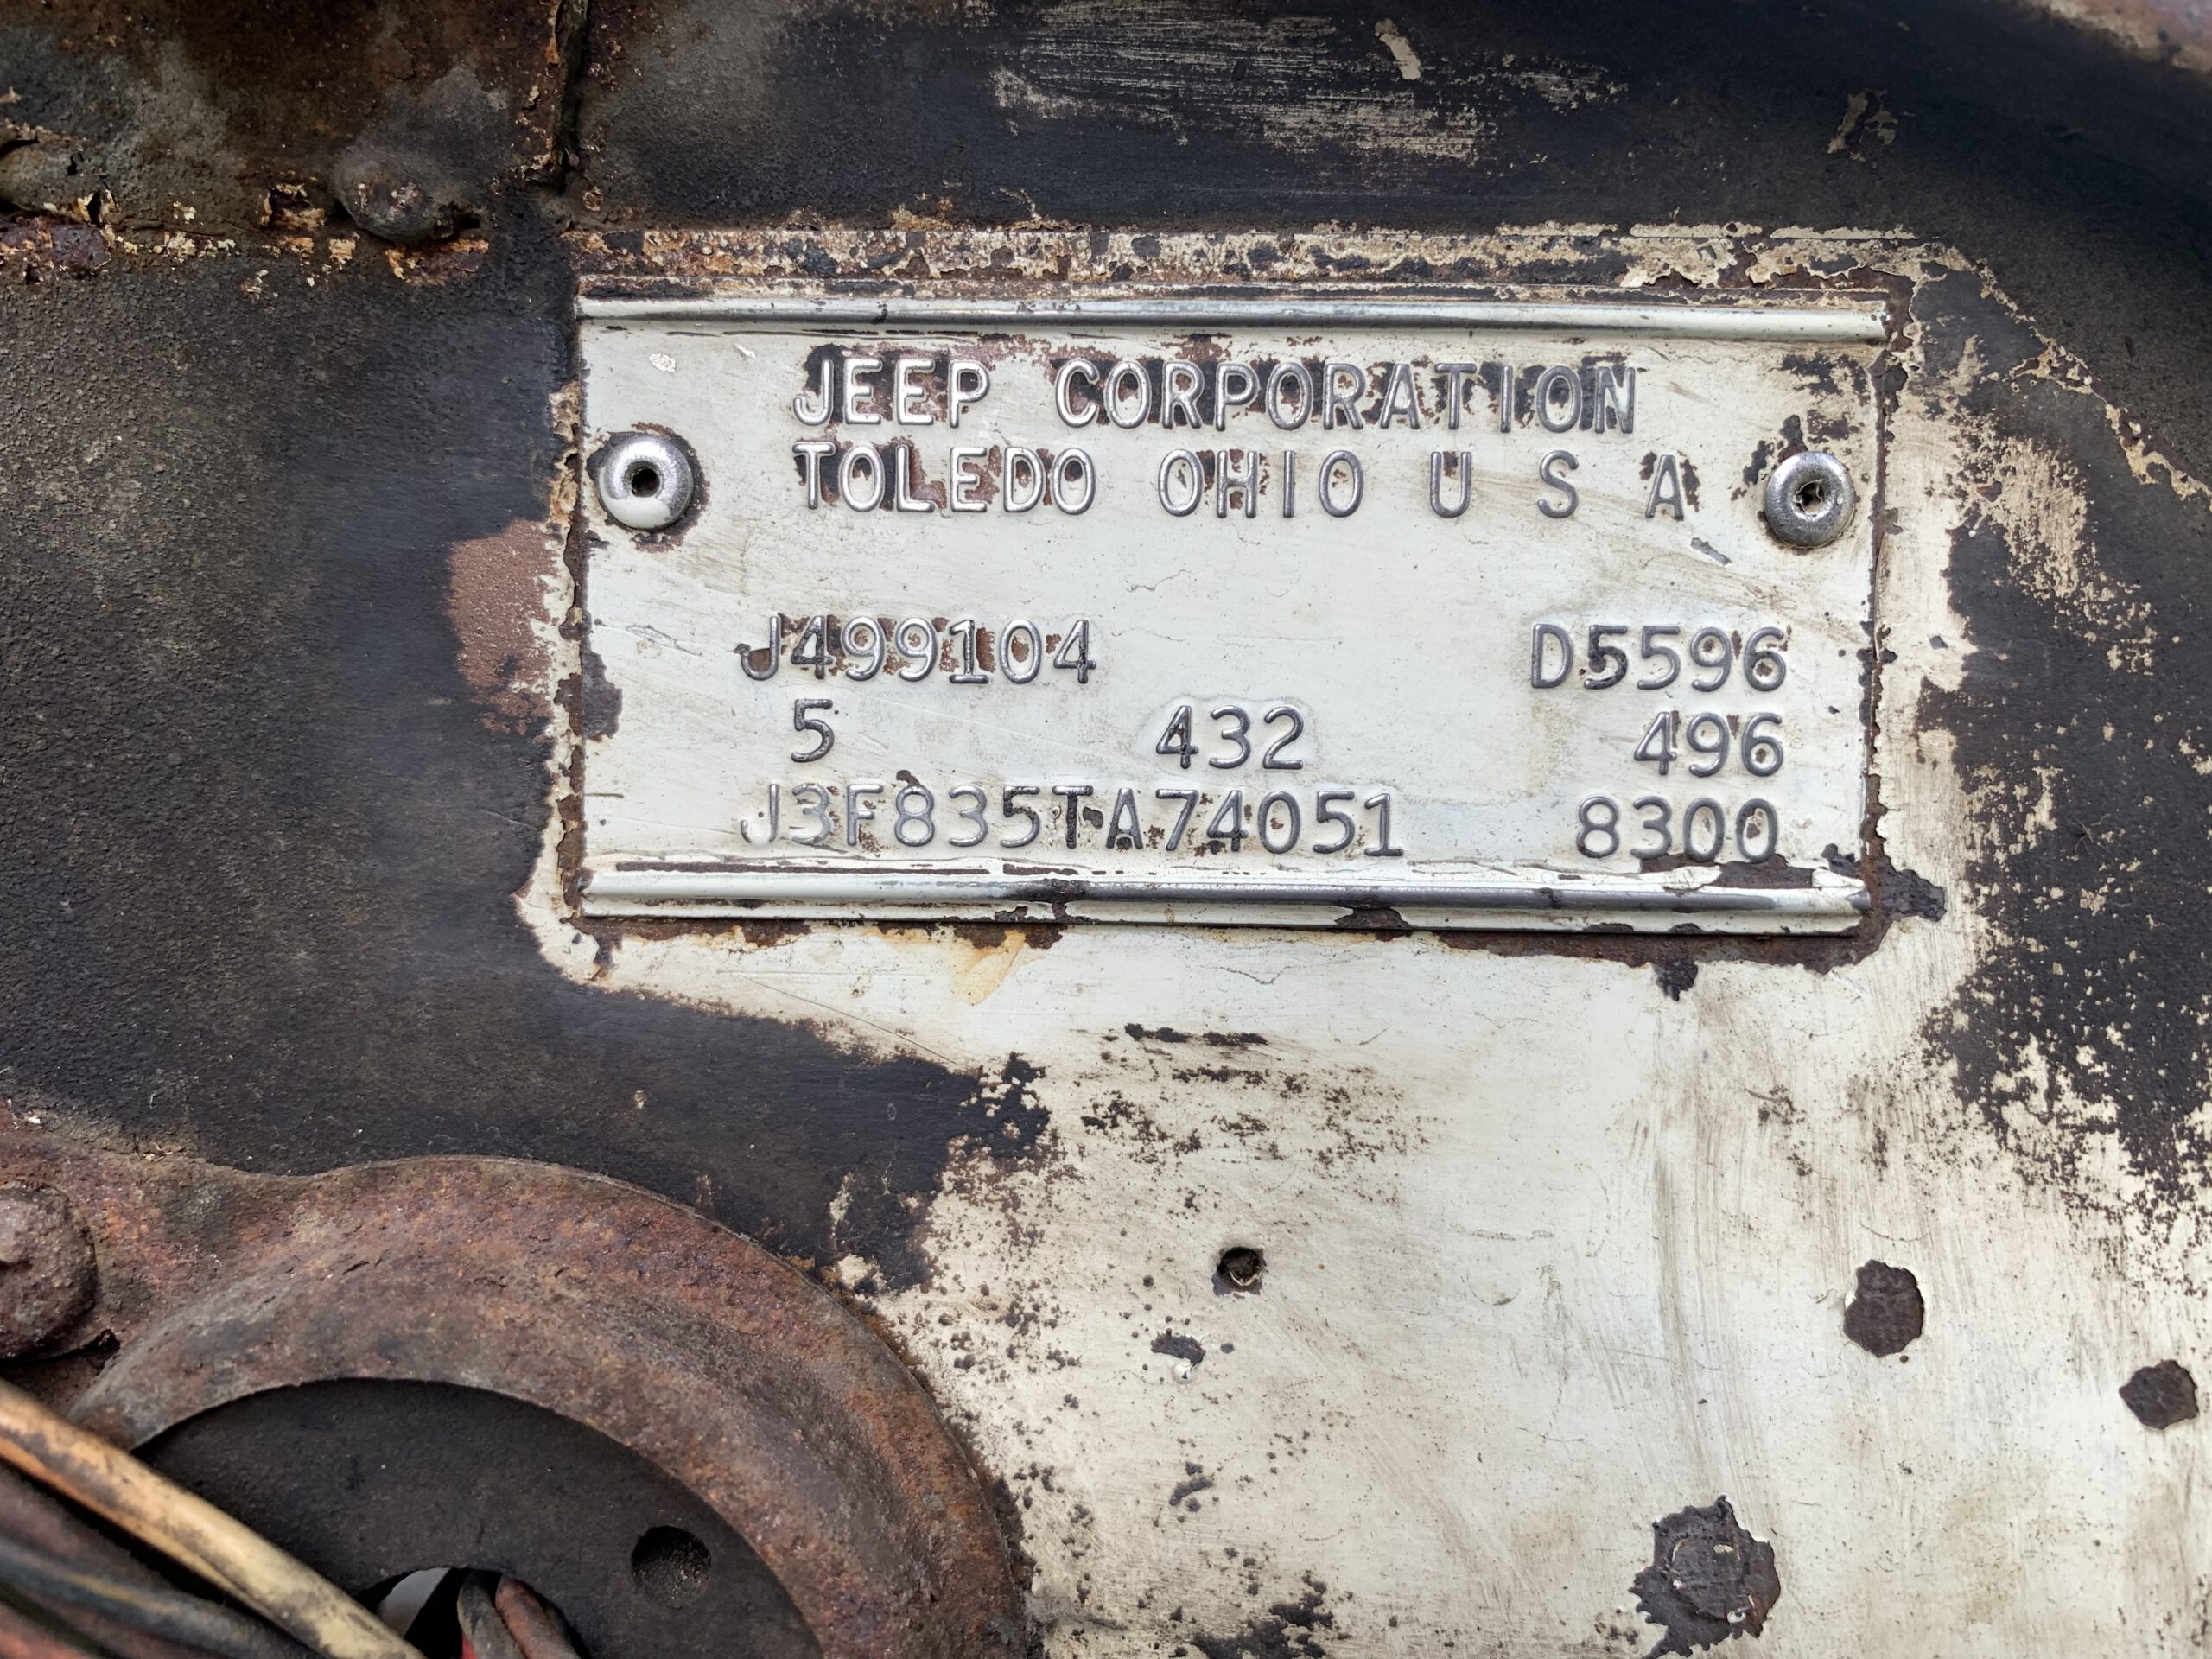 JEEP CORPORATION
TOLEDO OHIO U S A
J499104 D5596
5 432 496
J3F835TA74051 8300